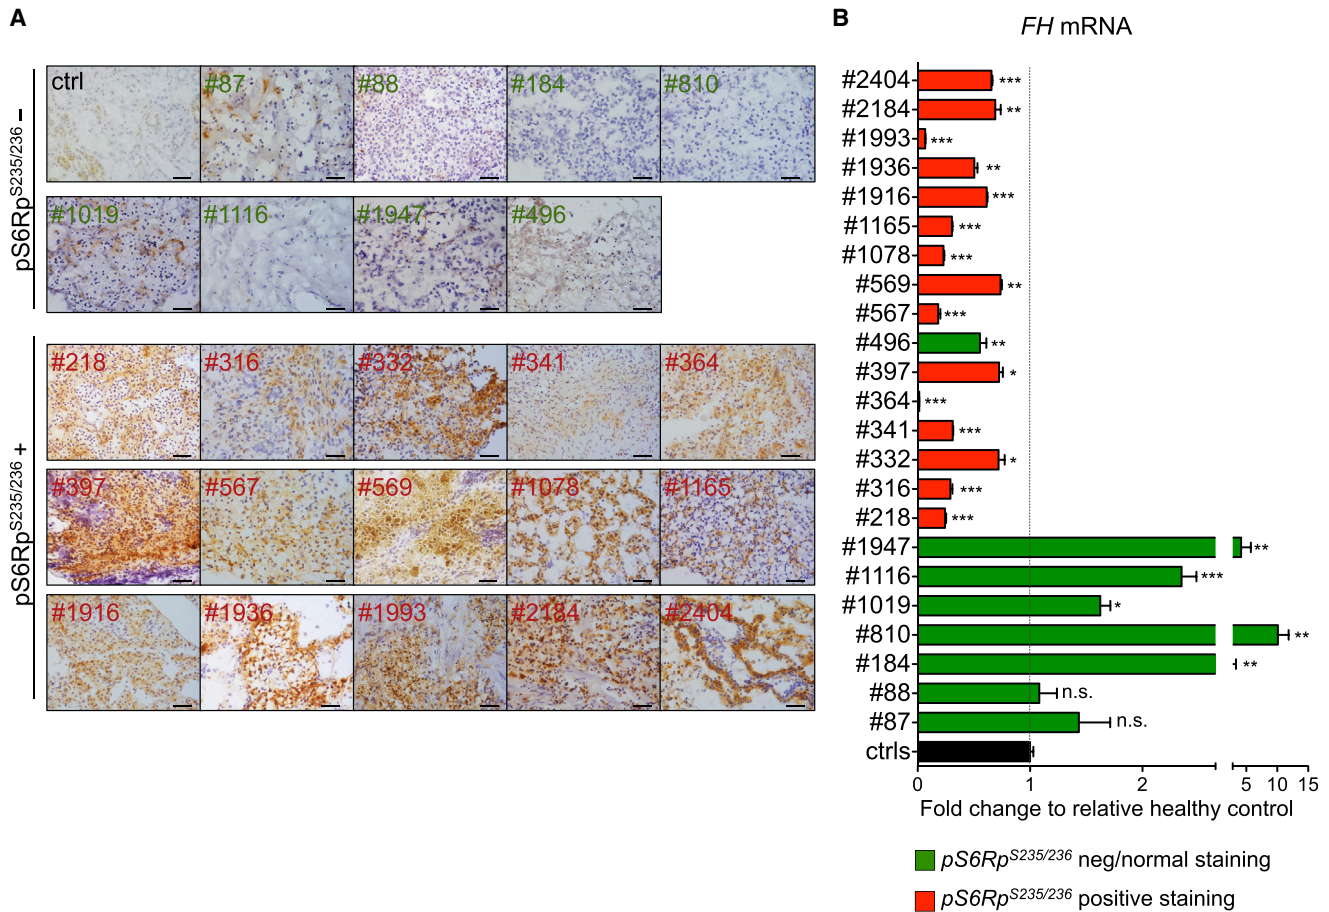 A
pS6Rp^S235/236 –
ctrl #87 #88 #184 #810
#1019 #1116 #1947 #496
pS6Rp^S235/236 +
#218 #316 #332 #341 #364
#397 #567 #569 #1078 #1165
#1916 #1936 #1993 #2184 #2404
B
FH mRNA
#2404 ***
#2184 **
#1993 ***
#1936 **
#1916 ***
#1165 ***
#1078 ***
#569 **
#567 ***
#496 **
#397 *
#364 ***
#341 ***
#332 *
#316 ***
#218 ***
#1947 **
#1116 ***
#1019 *
#810 **
#184 **
#88 n.s.
#87 n.s.
ctrls
0 1 2 5 10 15
Fold change to relative healthy control
pS6Rp^S235/236 neg/normal staining
pS6Rp^S235/236 positive staining